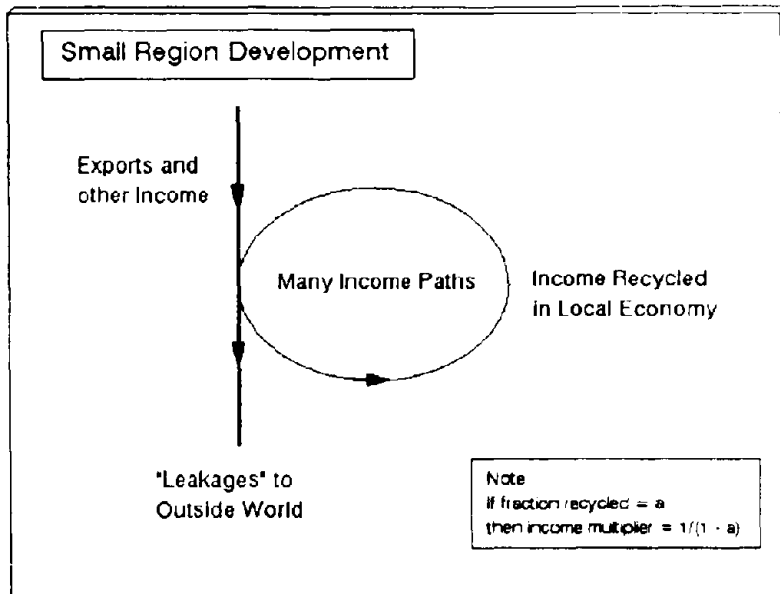 Small Region Development
Exports and
other Income
Many Income Paths
Income Recycled
in Local Economy
"Leakages" to
Outside World
Note
If fraction recycled = a
then income multiplier = 1/(1 - a)